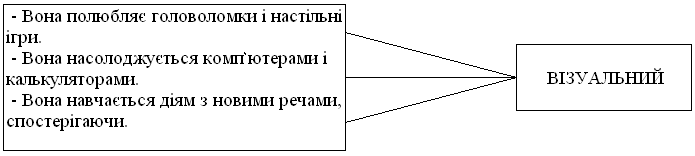 - Вона полюбляє головоломки і настільні
ігри.
- Вона насолоджується комп`ютерами і
калькуляторами.
- Вона навчається діям з новими речами,
спостерігаючи.
ВІЗУАЛЬНИЙ